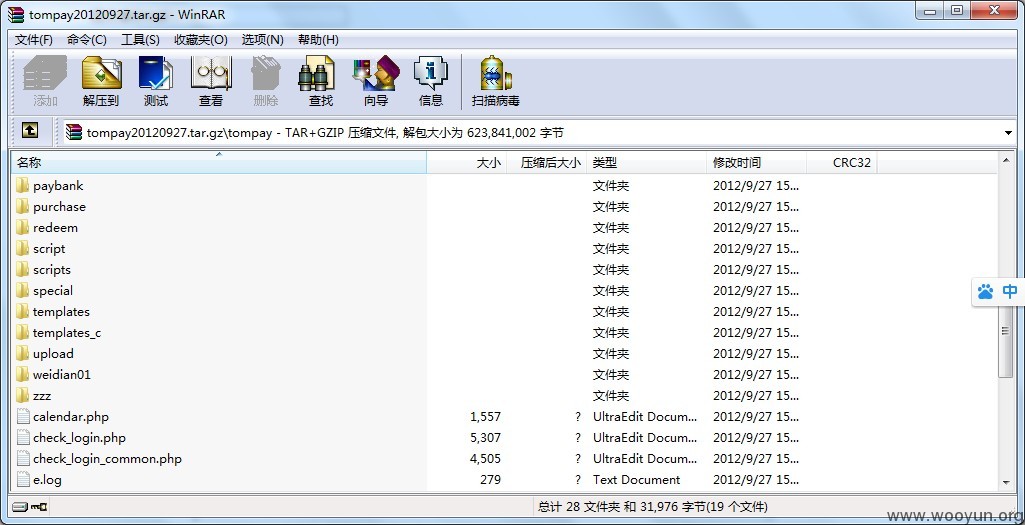 tompay20120927.tar.gz - WinRAR
文件(F) 命令(C) 工具(S) 收藏夹(O) 选项(N) 帮助(H)
添加 解压到 测试 查看 删除 查找 向导 信息 扫描病毒
tompay20120927.tar.gz\tompay - TAR+GZIP 压缩文件, 解包大小为 623,841,002 字节
名称 大小 压缩后大小 类型 修改时间 CRC32
paybank 文件夹 2012/9/27 15...
purchase 文件夹 2012/9/27 15...
redeem 文件夹 2012/9/27 15...
script 文件夹 2012/9/27 15...
scripts 文件夹 2012/9/27 15...
special 文件夹 2012/9/27 15...
中
templates 文件夹 2012/9/27 15...
templates_c 文件夹 2012/9/27 15...
upload 文件夹 2012/9/27 15...
weidian01 文件夹 2012/9/27 15...
zzz 文件夹 2012/9/27 15...
calendar.php 1,557 ? UltraEdit Docum... 2012/9/27 15...
check_login.php 5,307 ? UltraEdit Docum... 2012/9/27 15...
check_login_common.php 4,505 ? UltraEdit Docum... 2012/9/27 15...
e.log 279 ? Text Document 2012/9/27 15...
总计 28 文件夹 和 31,976 字节(19 个文件)
www.wooyun.org